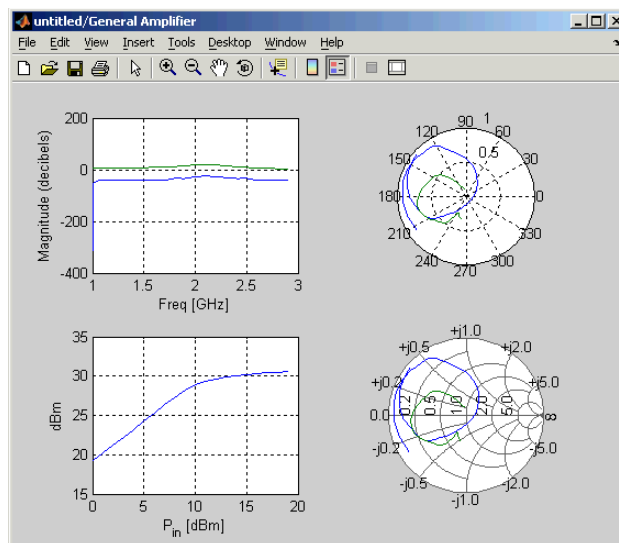 untitled/General Amplifier
File Edit View Insert Tools Desktop Window Help
200
0
-200
-400
Magnitude (decibels)
1 1.5 2 2.5 3
Freq [GHz]
90 1
120 60
0.5
150 30
180 0
210 330
240 300
270
35
30
25
20
15
dBm
0 5 10 15 20
P_in [dBm]
+j1.0
+j0.5 +j2.0
+j0.2 +j5.0
0.0 0.2 0.5 1.0 2.0 5.0 ∞
-j0.2 -j5.0
-j0.5 -j2.0
-j1.0